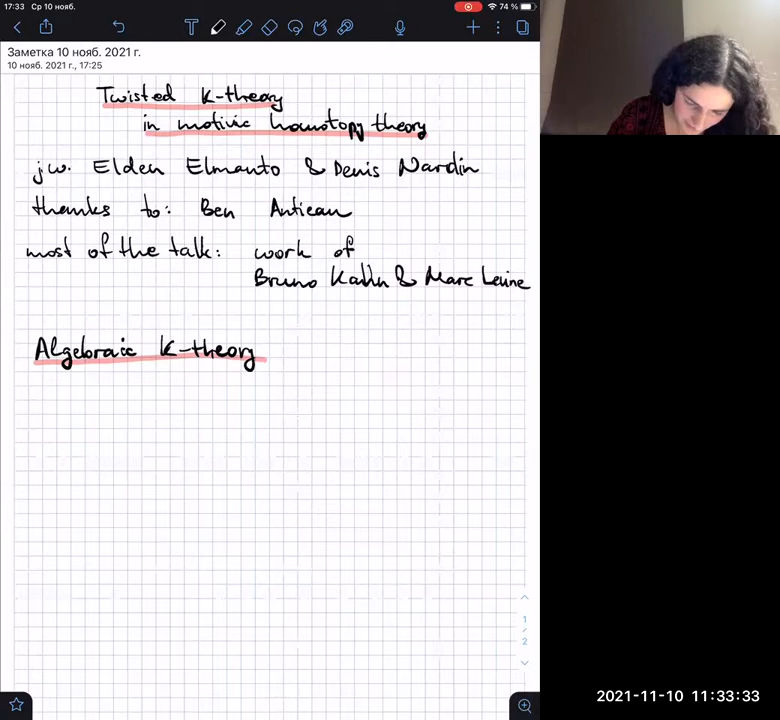 17:33 Ср 10 нояб.
74 %
Заметка 10 нояб. 2021 г.
10 нояб. 2021 г., 17:25
Twisted K-theory
in motivic homotopy theory
jw. Elden Elmanto & Denis Nardin
thanks to: Ben Antieau
most of the talk: work of
Bruno Kahn & Marc Levine
Algebraic K-theory
1
2
2021-11-10 11:33:33